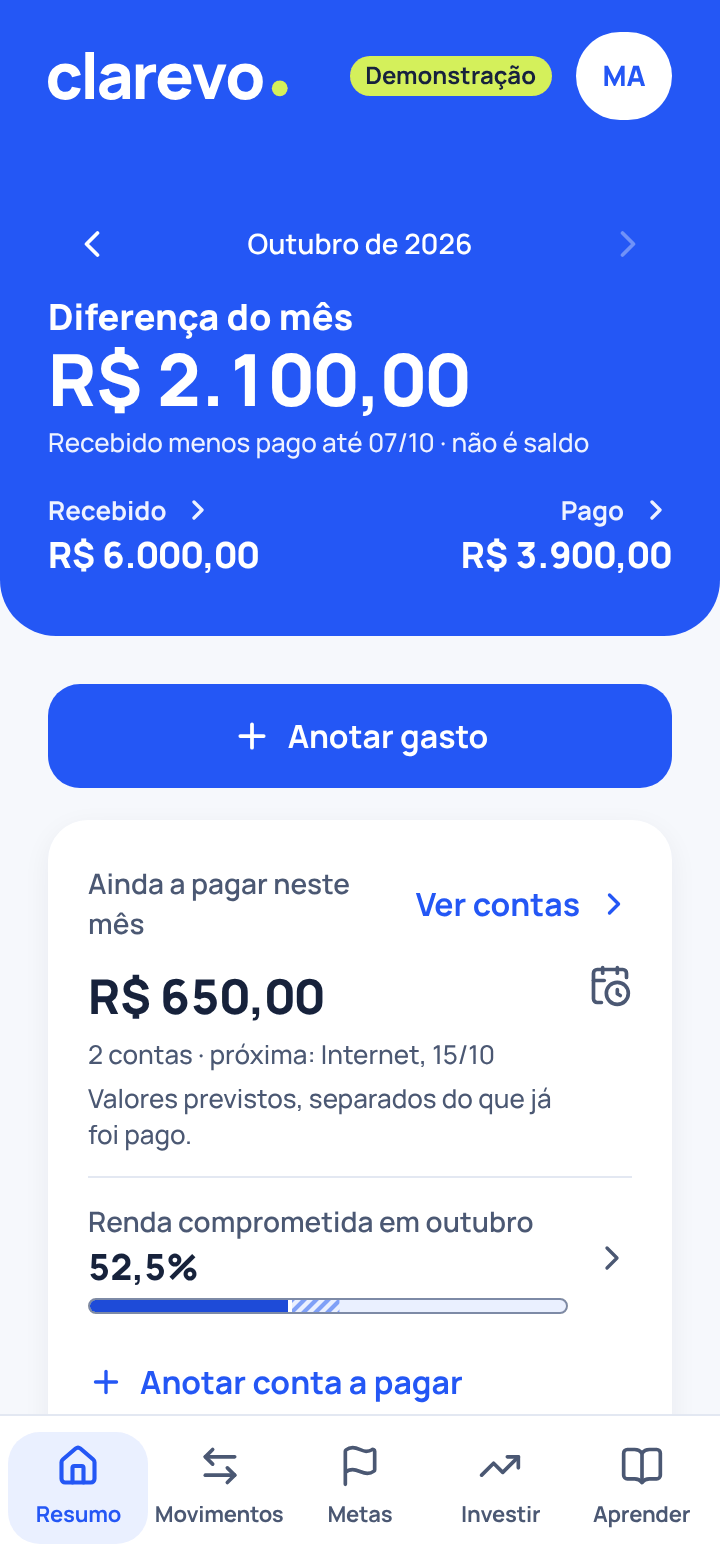 clarevo.
Demonstração
MA
Outubro de 2026
Diferença do mês
R$ 2.100,00
Recebido menos pago até 07/10 · não é saldo
Recebido
Pago
R$ 6.000,00
R$ 3.900,00
Anotar gasto
Ainda a pagar neste
mês
Ver contas
R$ 650,00
2 contas · próxima: Internet, 15/10
Valores previstos, separados do que já
foi pago.
Renda comprometida em outubro
52,5%
Anotar conta a pagar
Resumo
Movimentos
Metas
Investir
Aprender